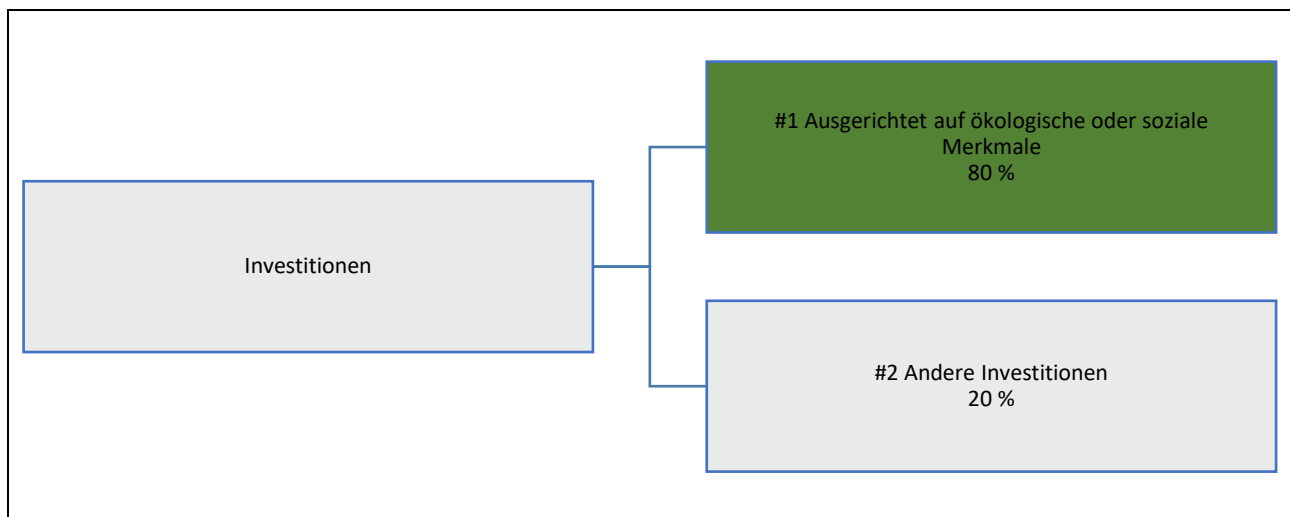 #1 Ausgerichtet auf ökologische oder soziale
Merkmale
80 %
Investitionen
#2 Andere Investitionen
20 %